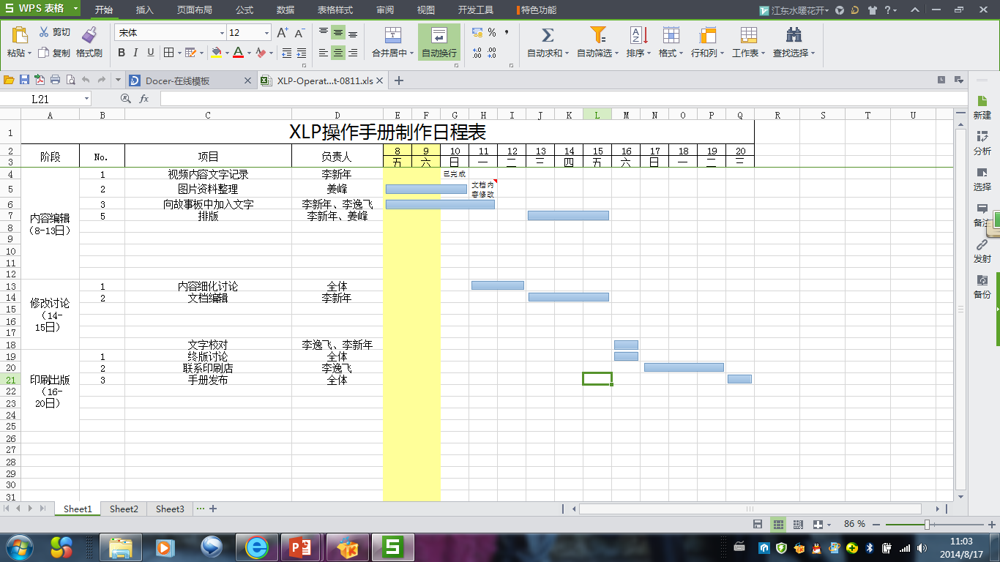 WPS 表格
开始 插入 页面布局 公式 数据 表格样式 审阅 视图 开发工具 特色功能
江东水暖花开
剪切
宋体 12
粘贴 复制 格式刷
B I U
合并居中 自动换行
% ,
自动求和 自动筛选 排序 格式 行和列 工作表 查找选择
Docer-在线模板
XLP-Operat...t-0811.xls
L21
fx
A B C D E F G H I J K L M N O P Q R S T U
1 XLP操作手册制作日程表
2 阶段 No. 项目 负责人 8 9 10 11 12 13 14 15 16 17 18 19 20
3 五 六 日 一 二 三 四 五 六 日 一 二 三
4 1 视频内容文字记录 李新年 已完成
5 2 图片资料整理 姜峰 文档内容修改
6 3 向故事板中加入文字 李新年、李逸飞
7 内容编辑（8-13日） 5 排版 李新年、姜峰
8
9
10
11
12
13 1 内容细化讨论 全体
14 修改讨论（14-15日） 2 文档编辑 李新年
15
16
17
18 文字校对 李逸飞、李新年
19 1 终版讨论 全体
20 2 联系印刷店 李逸飞
21 印刷出版（16-20日） 3 手册发布 全体
22
23
24
25
26
27
28
29
30
31
新建
分析
选择
备注
发射
备份
Sheet1 Sheet2 Sheet3 ...
86 %
11:03
2014/8/17